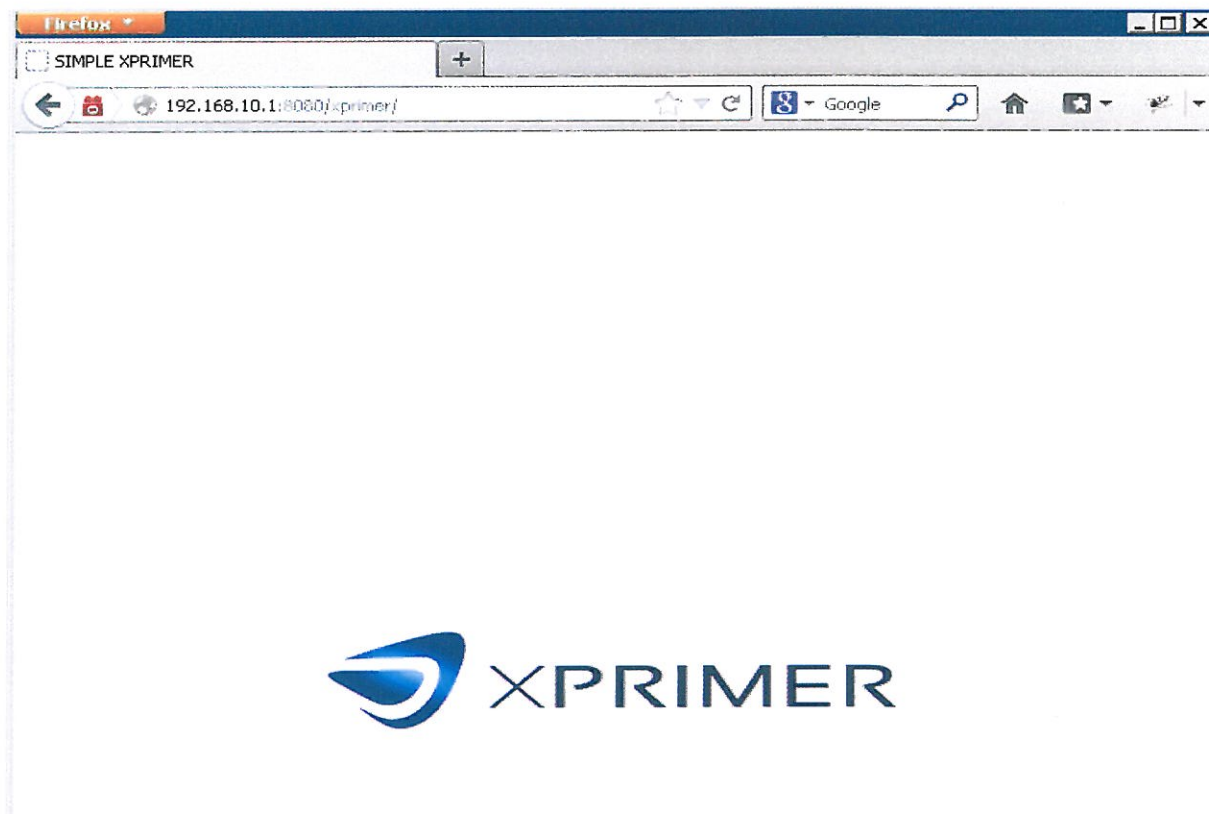 Firefox
SIMPLE XPRIMER
192.168.10.1:8080/xprimer/
Google
XPRIMER